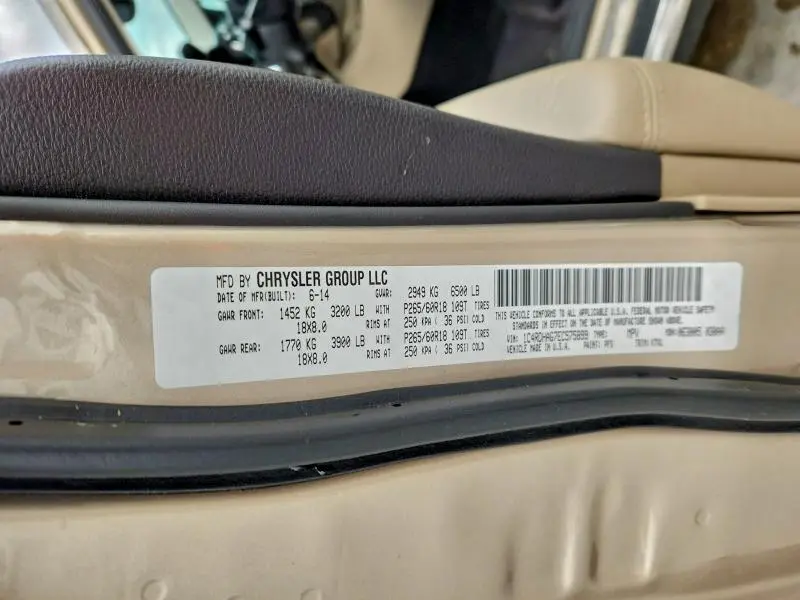 MFD BY CHRYSLER GROUP LLC
DATE OF MFR(BUILT): 6-14 GVWR: 2949 KG 6500 LB
GAWR FRONT: 1452 KG 3200 LB WITH P265/60R18 109T TIRES
18X8.0 RIMS AT 250 KPA ( 36 PSI) COLD
GAWR REAR: 1770 KG 3900 LB WITH P265/60R18 109T TIRES
18X8.0 RIMS AT 250 KPA ( 36 PSI) COLD
THIS VEHICLE CONFORMS TO ALL APPLICABLE U.S.A. FEDERAL MOTOR VEHICLE SAFETY
STANDARDS IN EFFECT ON THE DATE OF MANUFACTURE SHOWN ABOVE.
VIN: 1C4RDHAG7EC575899 TYPE: MPV MDH:
VEHICLE MADE IN U.S.A. PAINT: PFS TRIM: